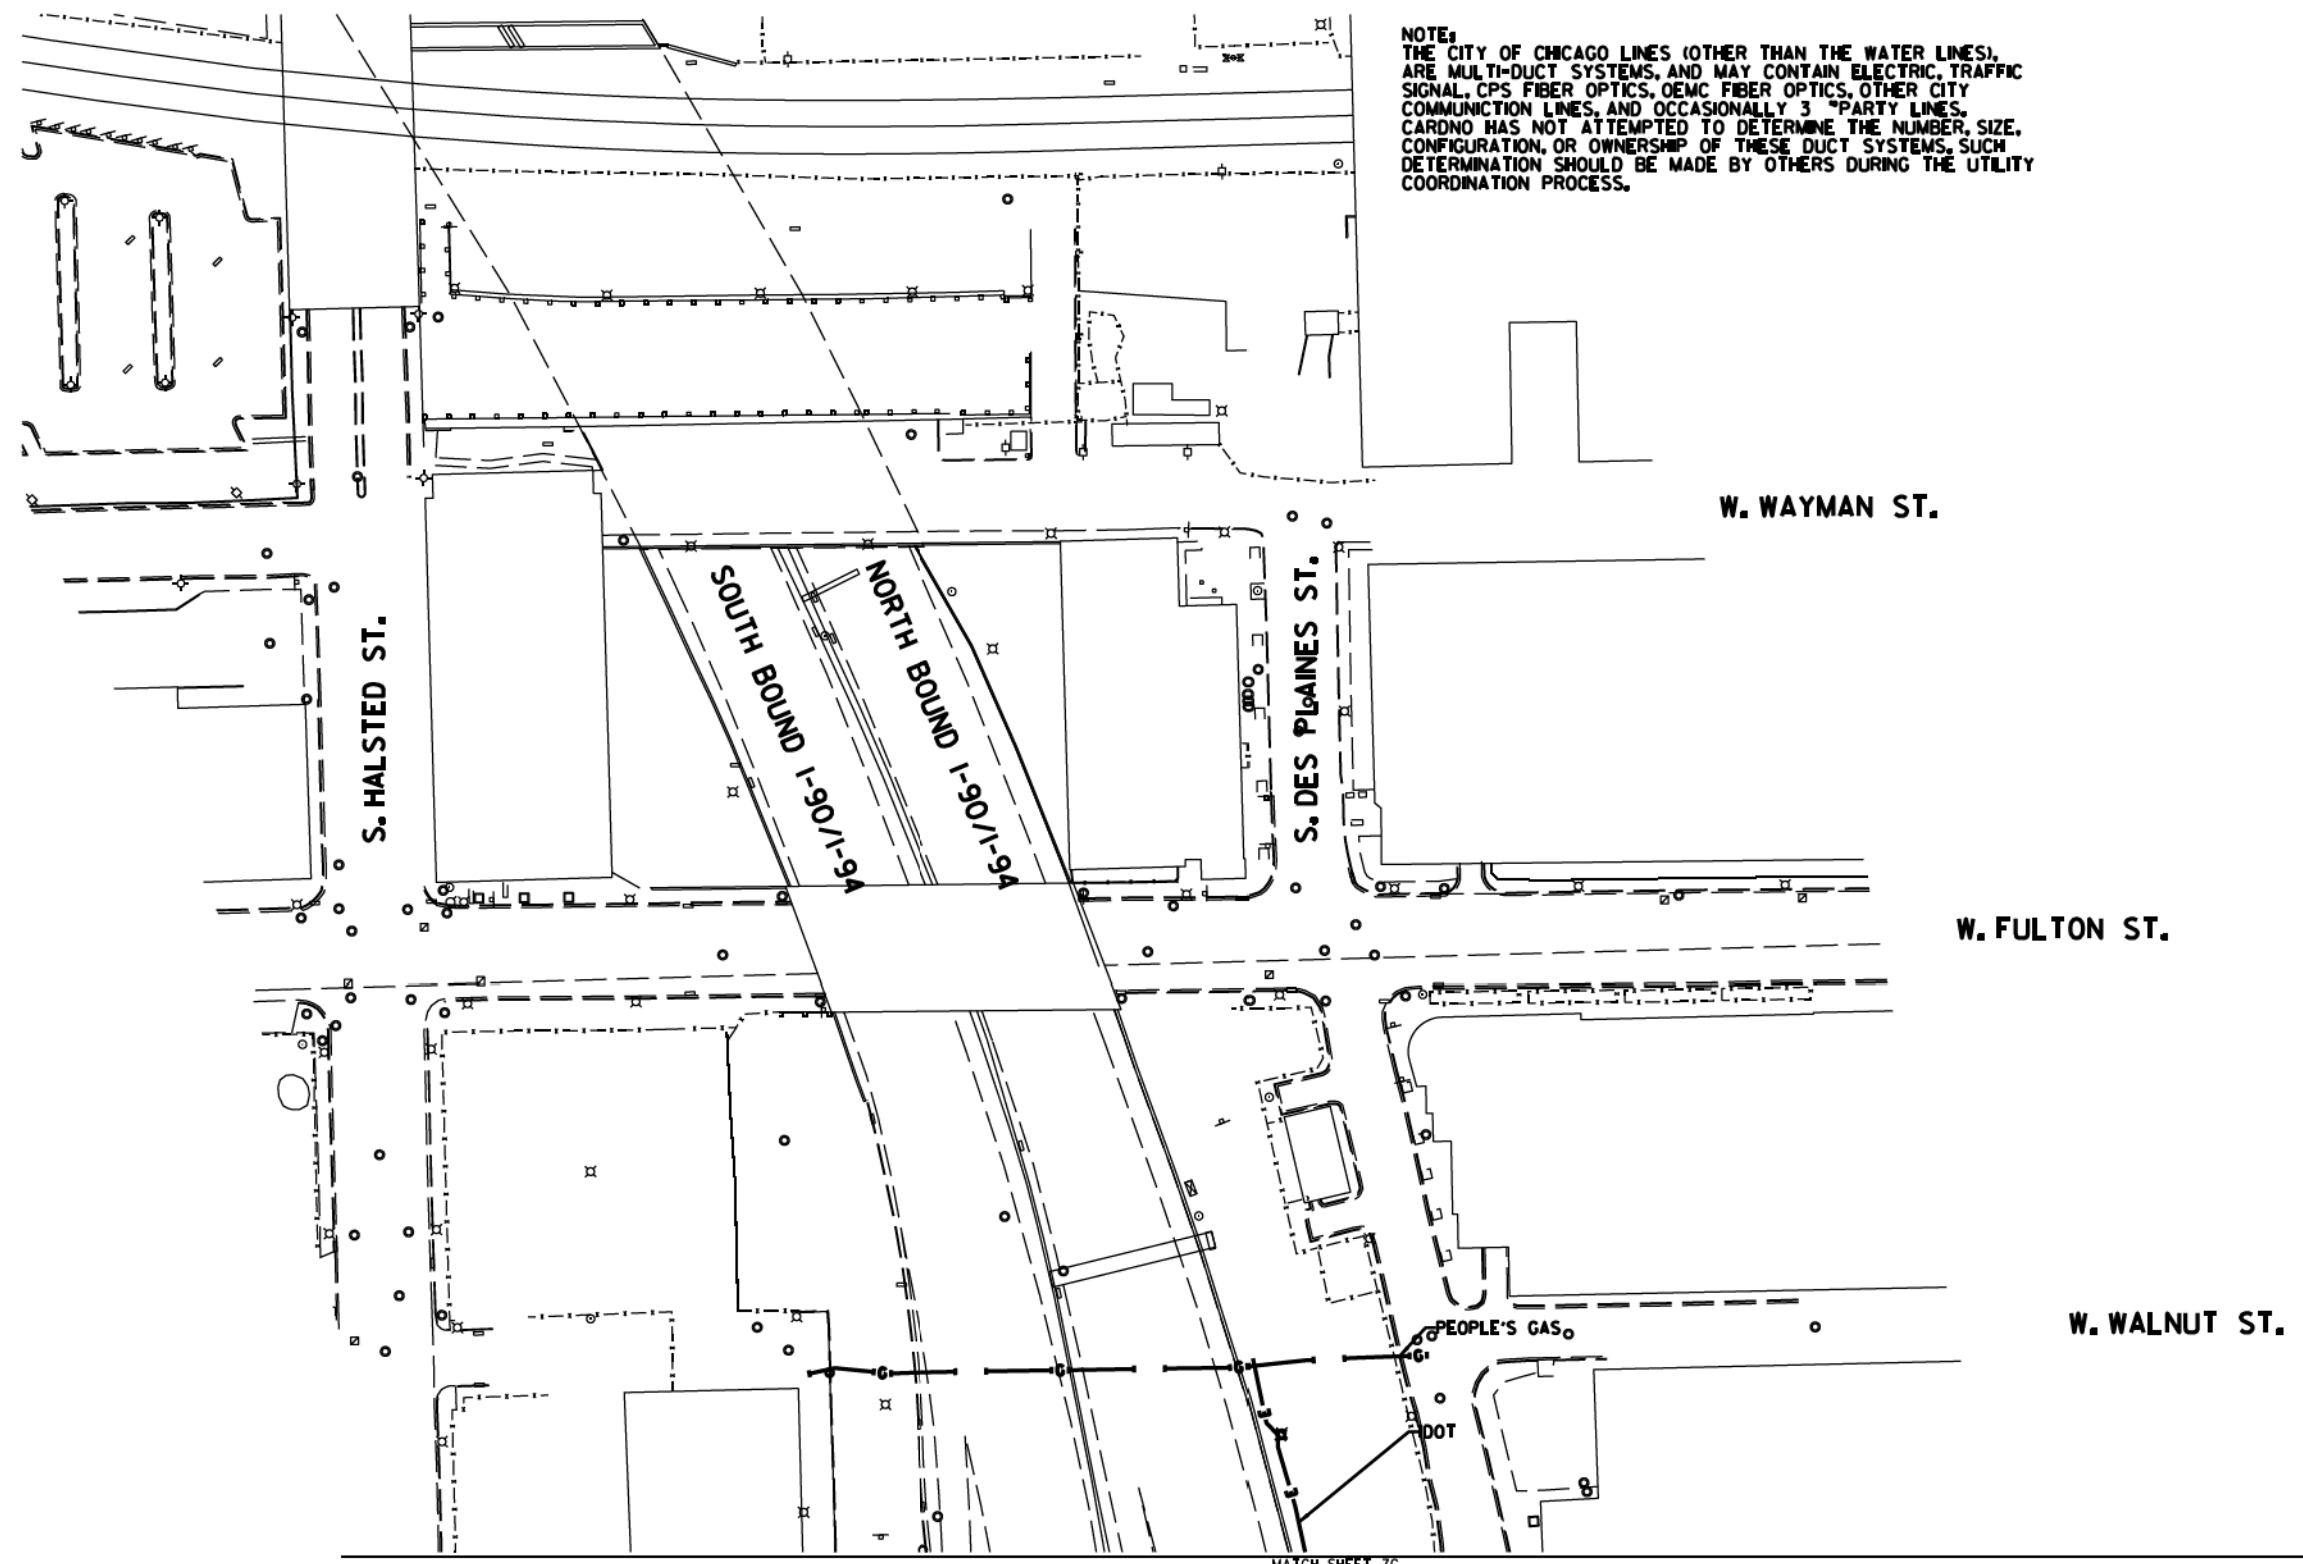 NOTE:
THE CITY OF CHICAGO LINES (OTHER THAN THE WATER LINES),
ARE MULTI-DUCT SYSTEMS, AND MAY CONTAIN ELECTRIC, TRAFFIC
SIGNAL, CPS FIBER OPTICS, OEMC FIBER OPTICS, OTHER CITY
COMMUNICTION LINES, AND OCCASIONALLY 3 "PARTY LINES.
CARDNO HAS NOT ATTEMPTED TO DETERMINE THE NUMBER, SIZE,
CONFIGURATION, OR OWNERSHIP OF THESE DUCT SYSTEMS. SUCH
DETERMINATION SHOULD BE MADE BY OTHERS DURING THE UTILITY
COORDINATION PROCESS.
W. WAYMAN ST.
S. HALSTED ST.
SOUTH BOUND I-90/I-94
NORTH BOUND I-90/I-94
S. DES PLAINES ST.
W. FULTON ST.
W. WALNUT ST.
PEOPLE'S GAS
G
G
G
G
E
E
IDOT
MATCH SHEET 7G